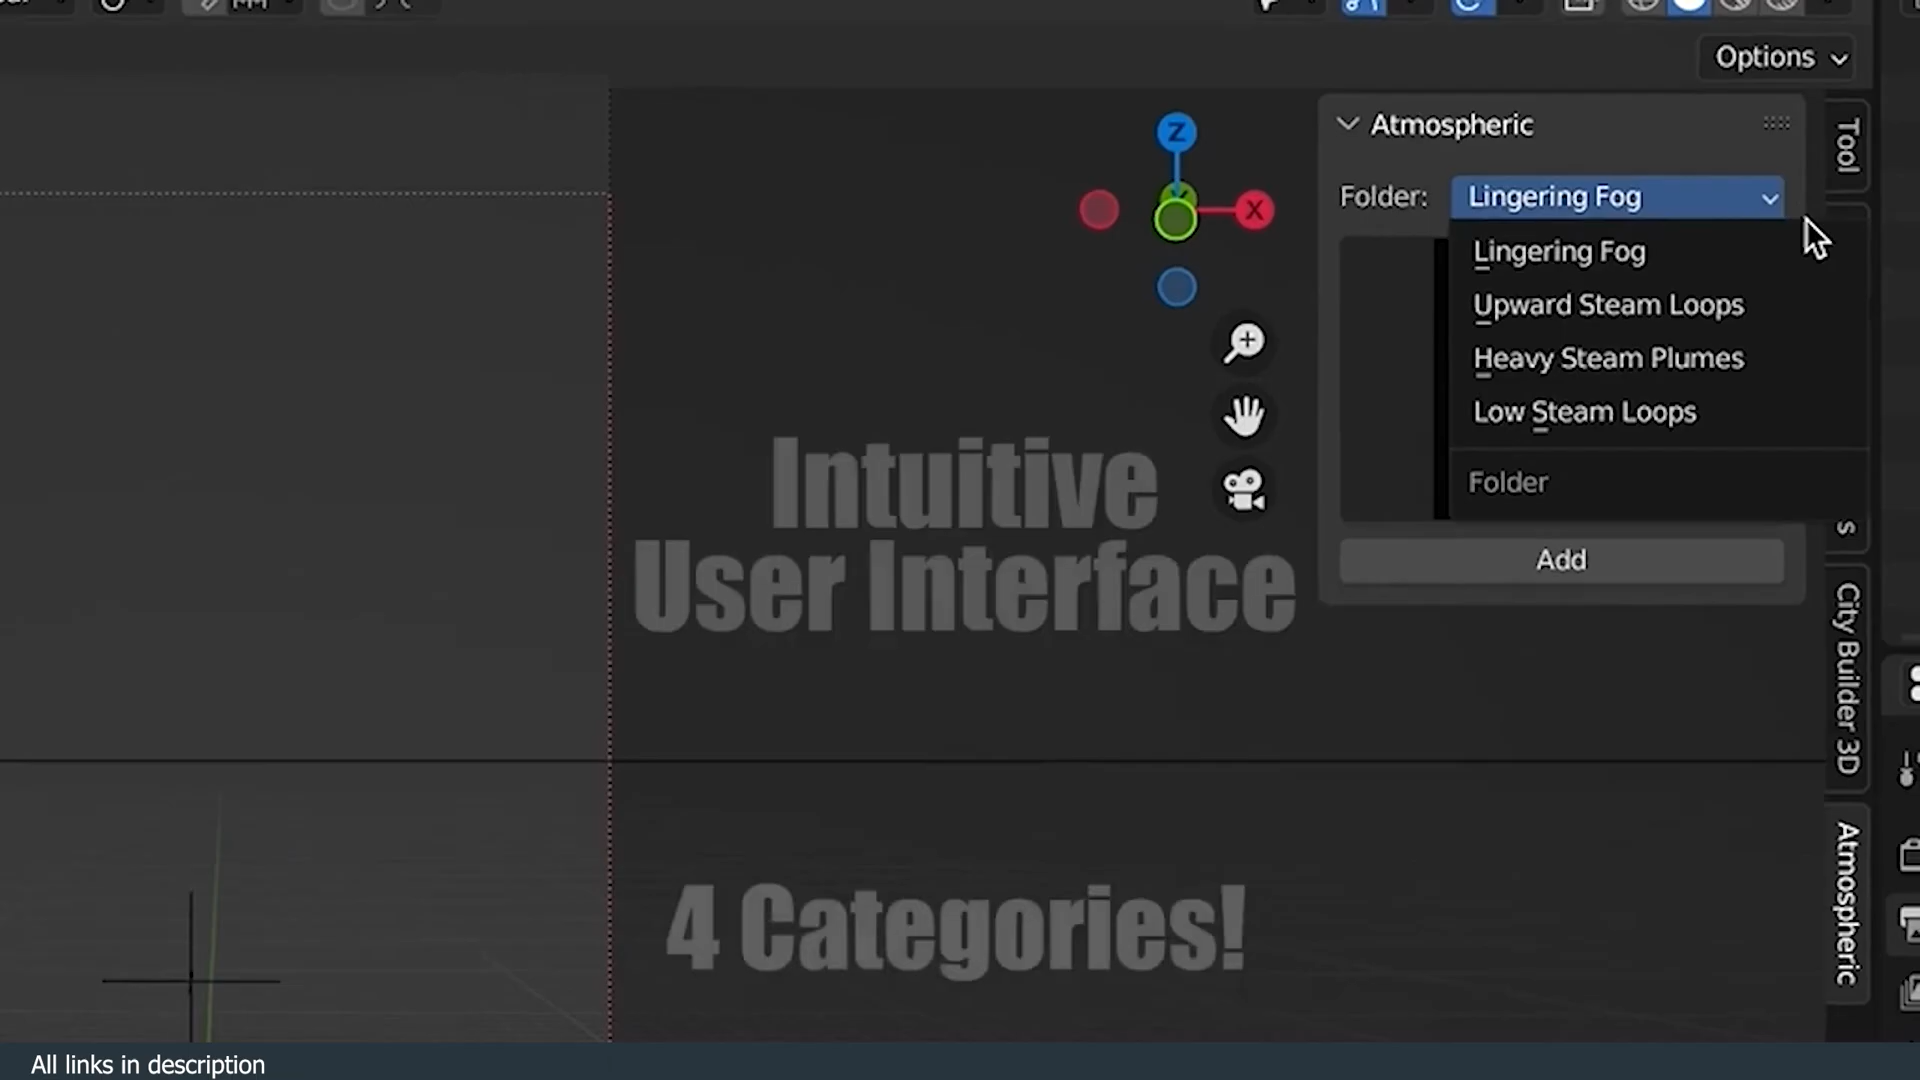 Options
Atmospheric
Folder:
Lingering Fog
Lingering Fog
Upward Steam Loops
Heavy Steam Plumes
Low Steam Loops
Folder
Add
Z
X
Intuitive
User Interface
4 Categories!
Tool
s
City Builder 3D
Atmospheric
All links in description